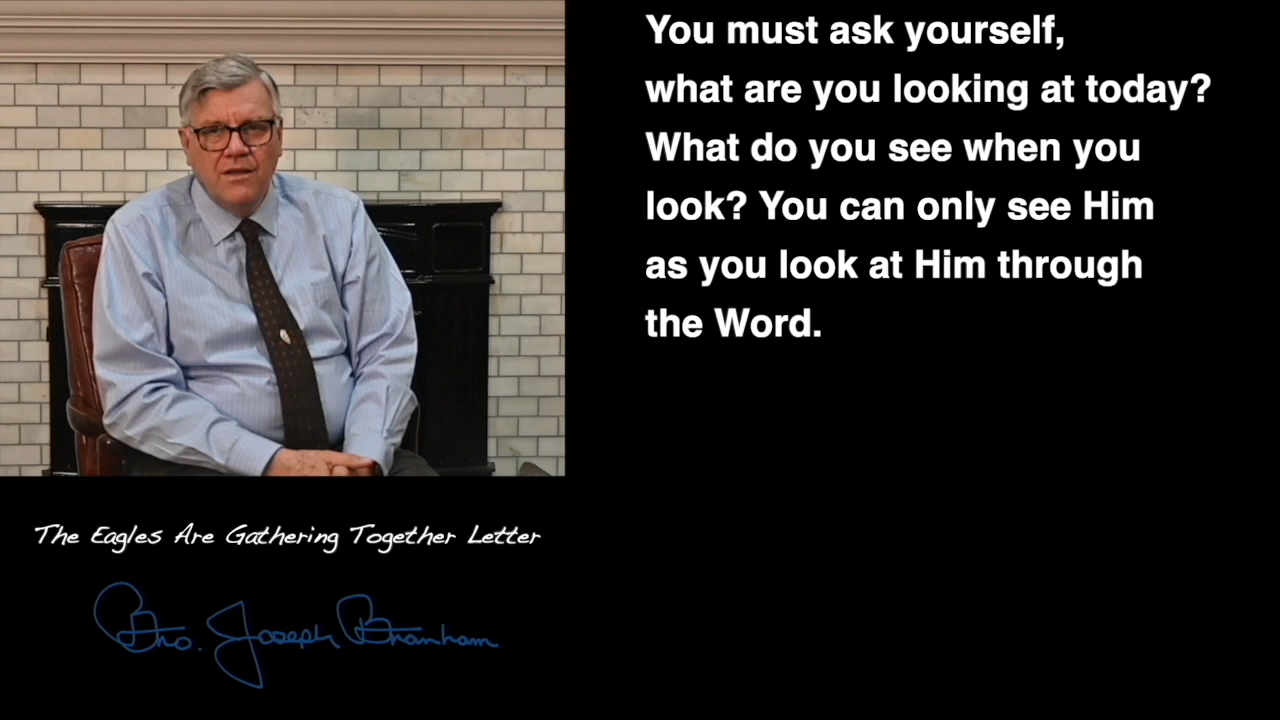 You must ask yourself,
what are you looking at today?
What do you see when you
look? You can only see Him
as you look at Him through
the Word.
The Eagles Are Gathering Together Letter
Bro. Joseph Branham